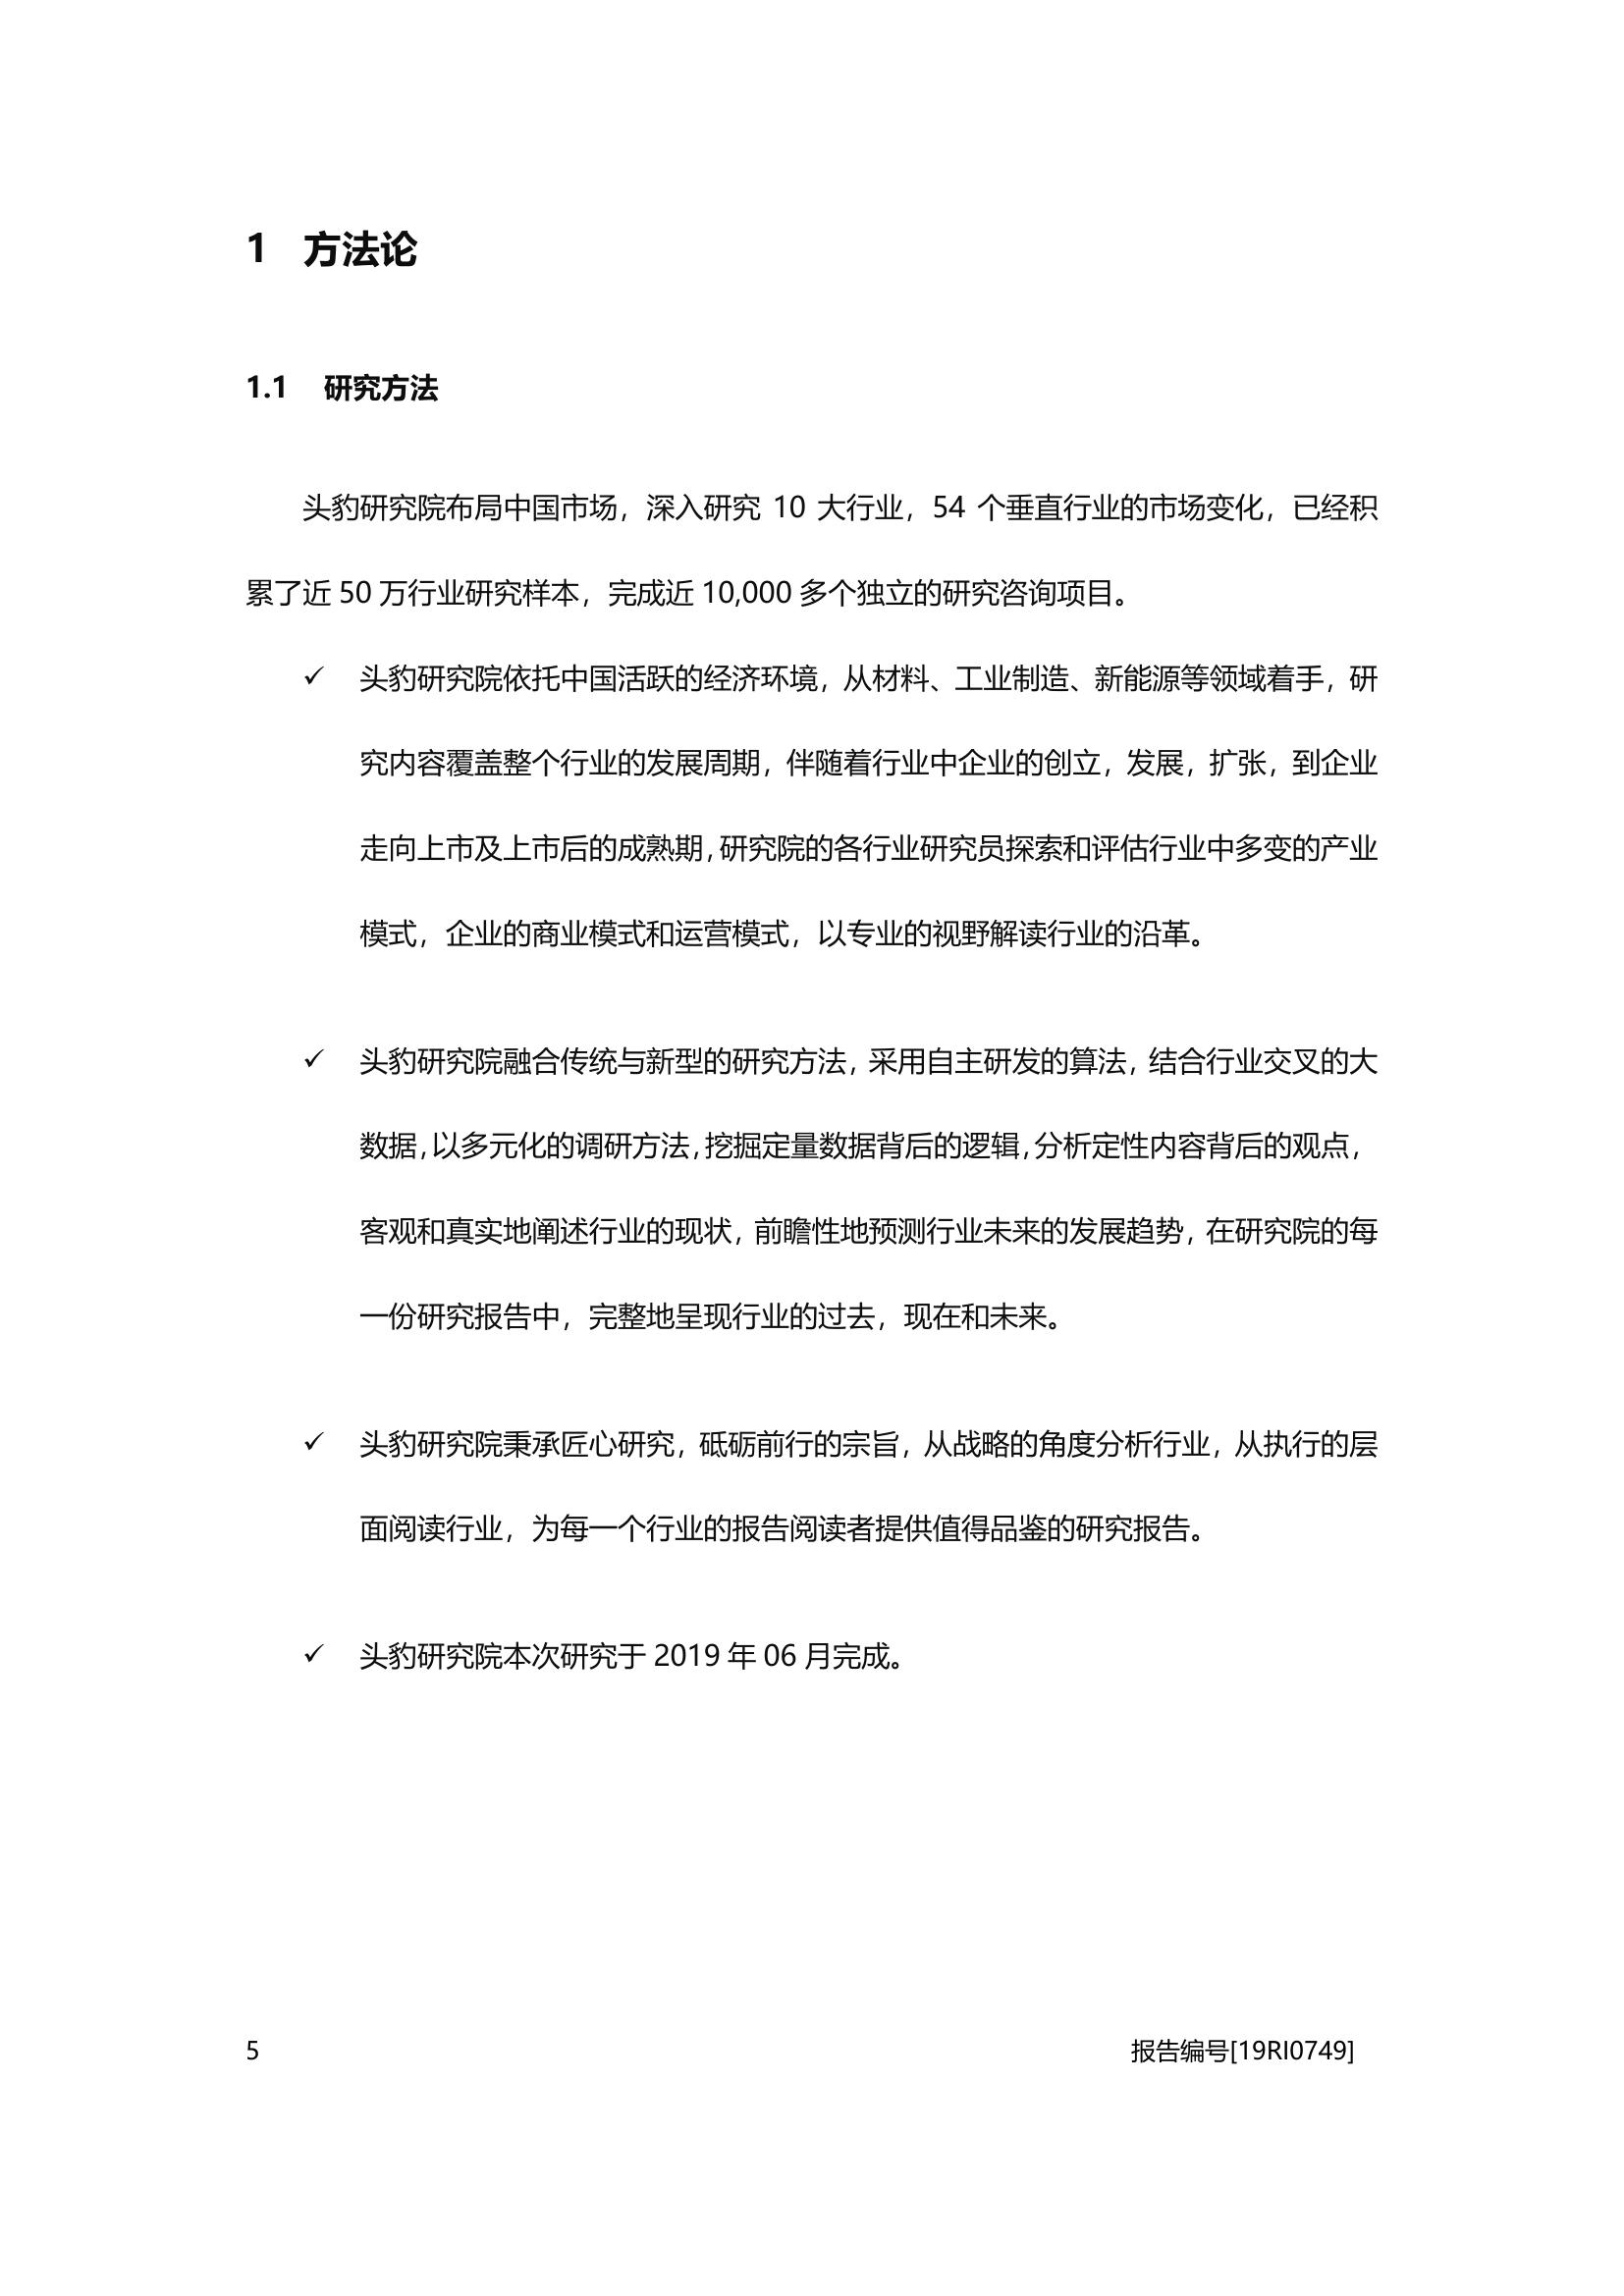 1 方法论
1.1 研究方法
头豹研究院布局中国市场，深入研究 10 大行业，54 个垂直行业的市场变化，已经积
累了近 50 万行业研究样本，完成近 10,000 多个独立的研究咨询项目。
✓ 头豹研究院依托中国活跃的经济环境，从材料、工业制造、新能源等领域着手，研
究内容覆盖整个行业的发展周期，伴随着行业中企业的创立，发展，扩张，到企业
走向上市及上市后的成熟期，研究院的各行业研究员探索和评估行业中多变的产业
模式，企业的商业模式和运营模式，以专业的视野解读行业的沿革。
✓ 头豹研究院融合传统与新型的研究方法，采用自主研发的算法，结合行业交叉的大
数据，以多元化的调研方法，挖掘定量数据背后的逻辑，分析定性内容背后的观点，
客观和真实地阐述行业的现状，前瞻性地预测行业未来的发展趋势，在研究院的每
一份研究报告中，完整地呈现行业的过去，现在和未来。
✓ 头豹研究院秉承匠心研究，砥砺前行的宗旨，从战略的角度分析行业，从执行的层
面阅读行业，为每一个行业的报告阅读者提供值得品鉴的研究报告。
✓ 头豹研究院本次研究于 2019 年 06 月完成。
5 报告编号[19RI0749]